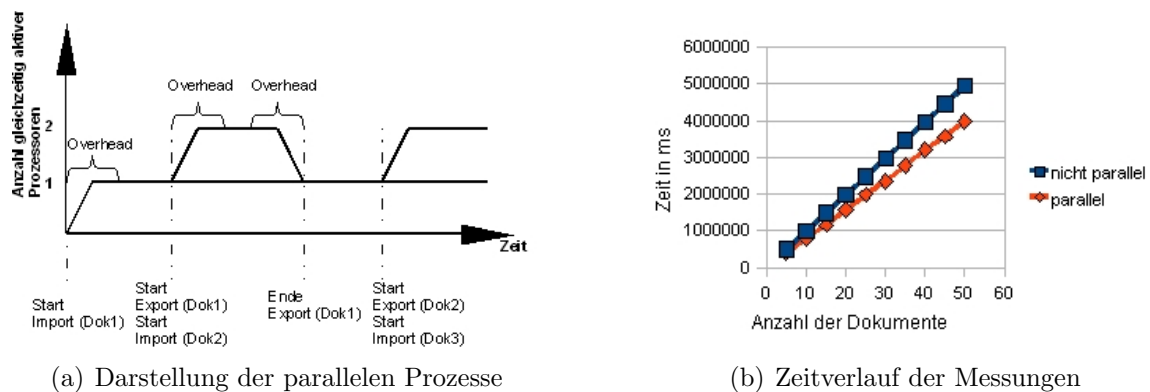 Anzahl gleichzeitig aktiver
Prozessoren
2
1
Overhead
Overhead
Overhead
Zeit
Start
Import (Dok1)
Start
Export (Dok1)
Start
Import (Dok2)
Ende
Export (Dok1)
Start
Export (Dok2)
Start
Import (Dok3)
(a) Darstellung der parallelen Prozesse
Zeit in ms
6000000
5000000
4000000
3000000
2000000
1000000
0
0 10 20 30 40 50 60
Anzahl der Dokumente
nicht parallel
parallel
(b) Zeitverlauf der Messungen